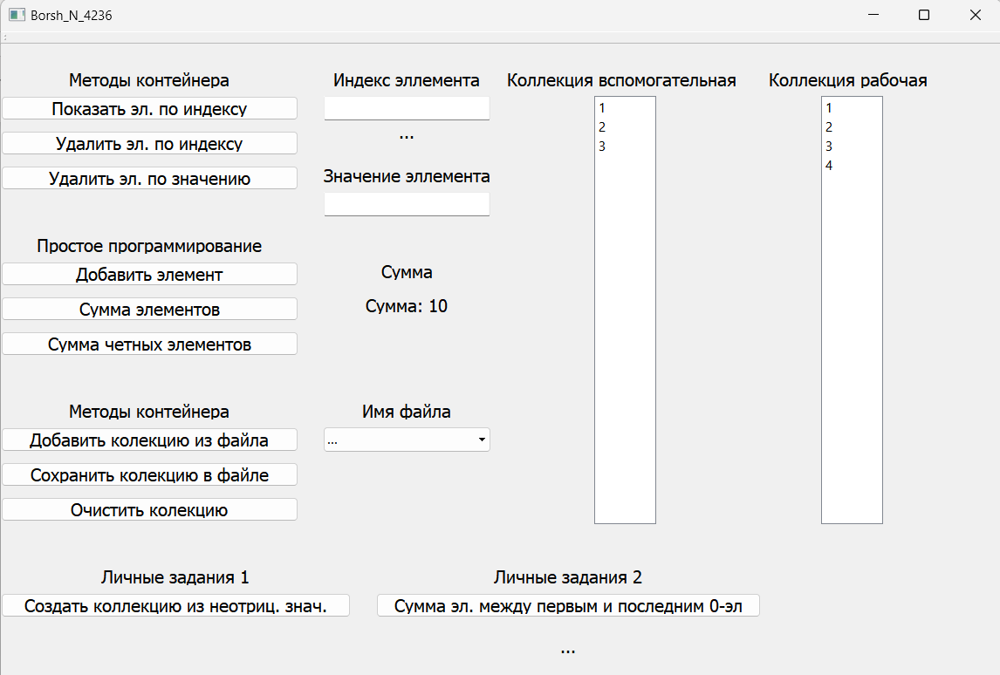 Borsh_N_4236
Методы контейнера
Показать эл. по индексу
Удалить эл. по индексу
Удалить эл. по значению
Индекс эллемента
...
Значение эллемента
Коллекция вспомогательная
1
2
3
Коллекция рабочая
1
2
3
4
Простое программирование
Добавить элемент
Сумма элементов
Сумма четных элементов
Сумма
Сумма: 10
Методы контейнера
Добавить колекцию из файла
Сохранить колекцию в файле
Очистить колекцию
Имя файла
...
Личные задания 1
Создать коллекцию из неотриц. знач.
Личные задания 2
Сумма эл. между первым и последним 0-эл
...